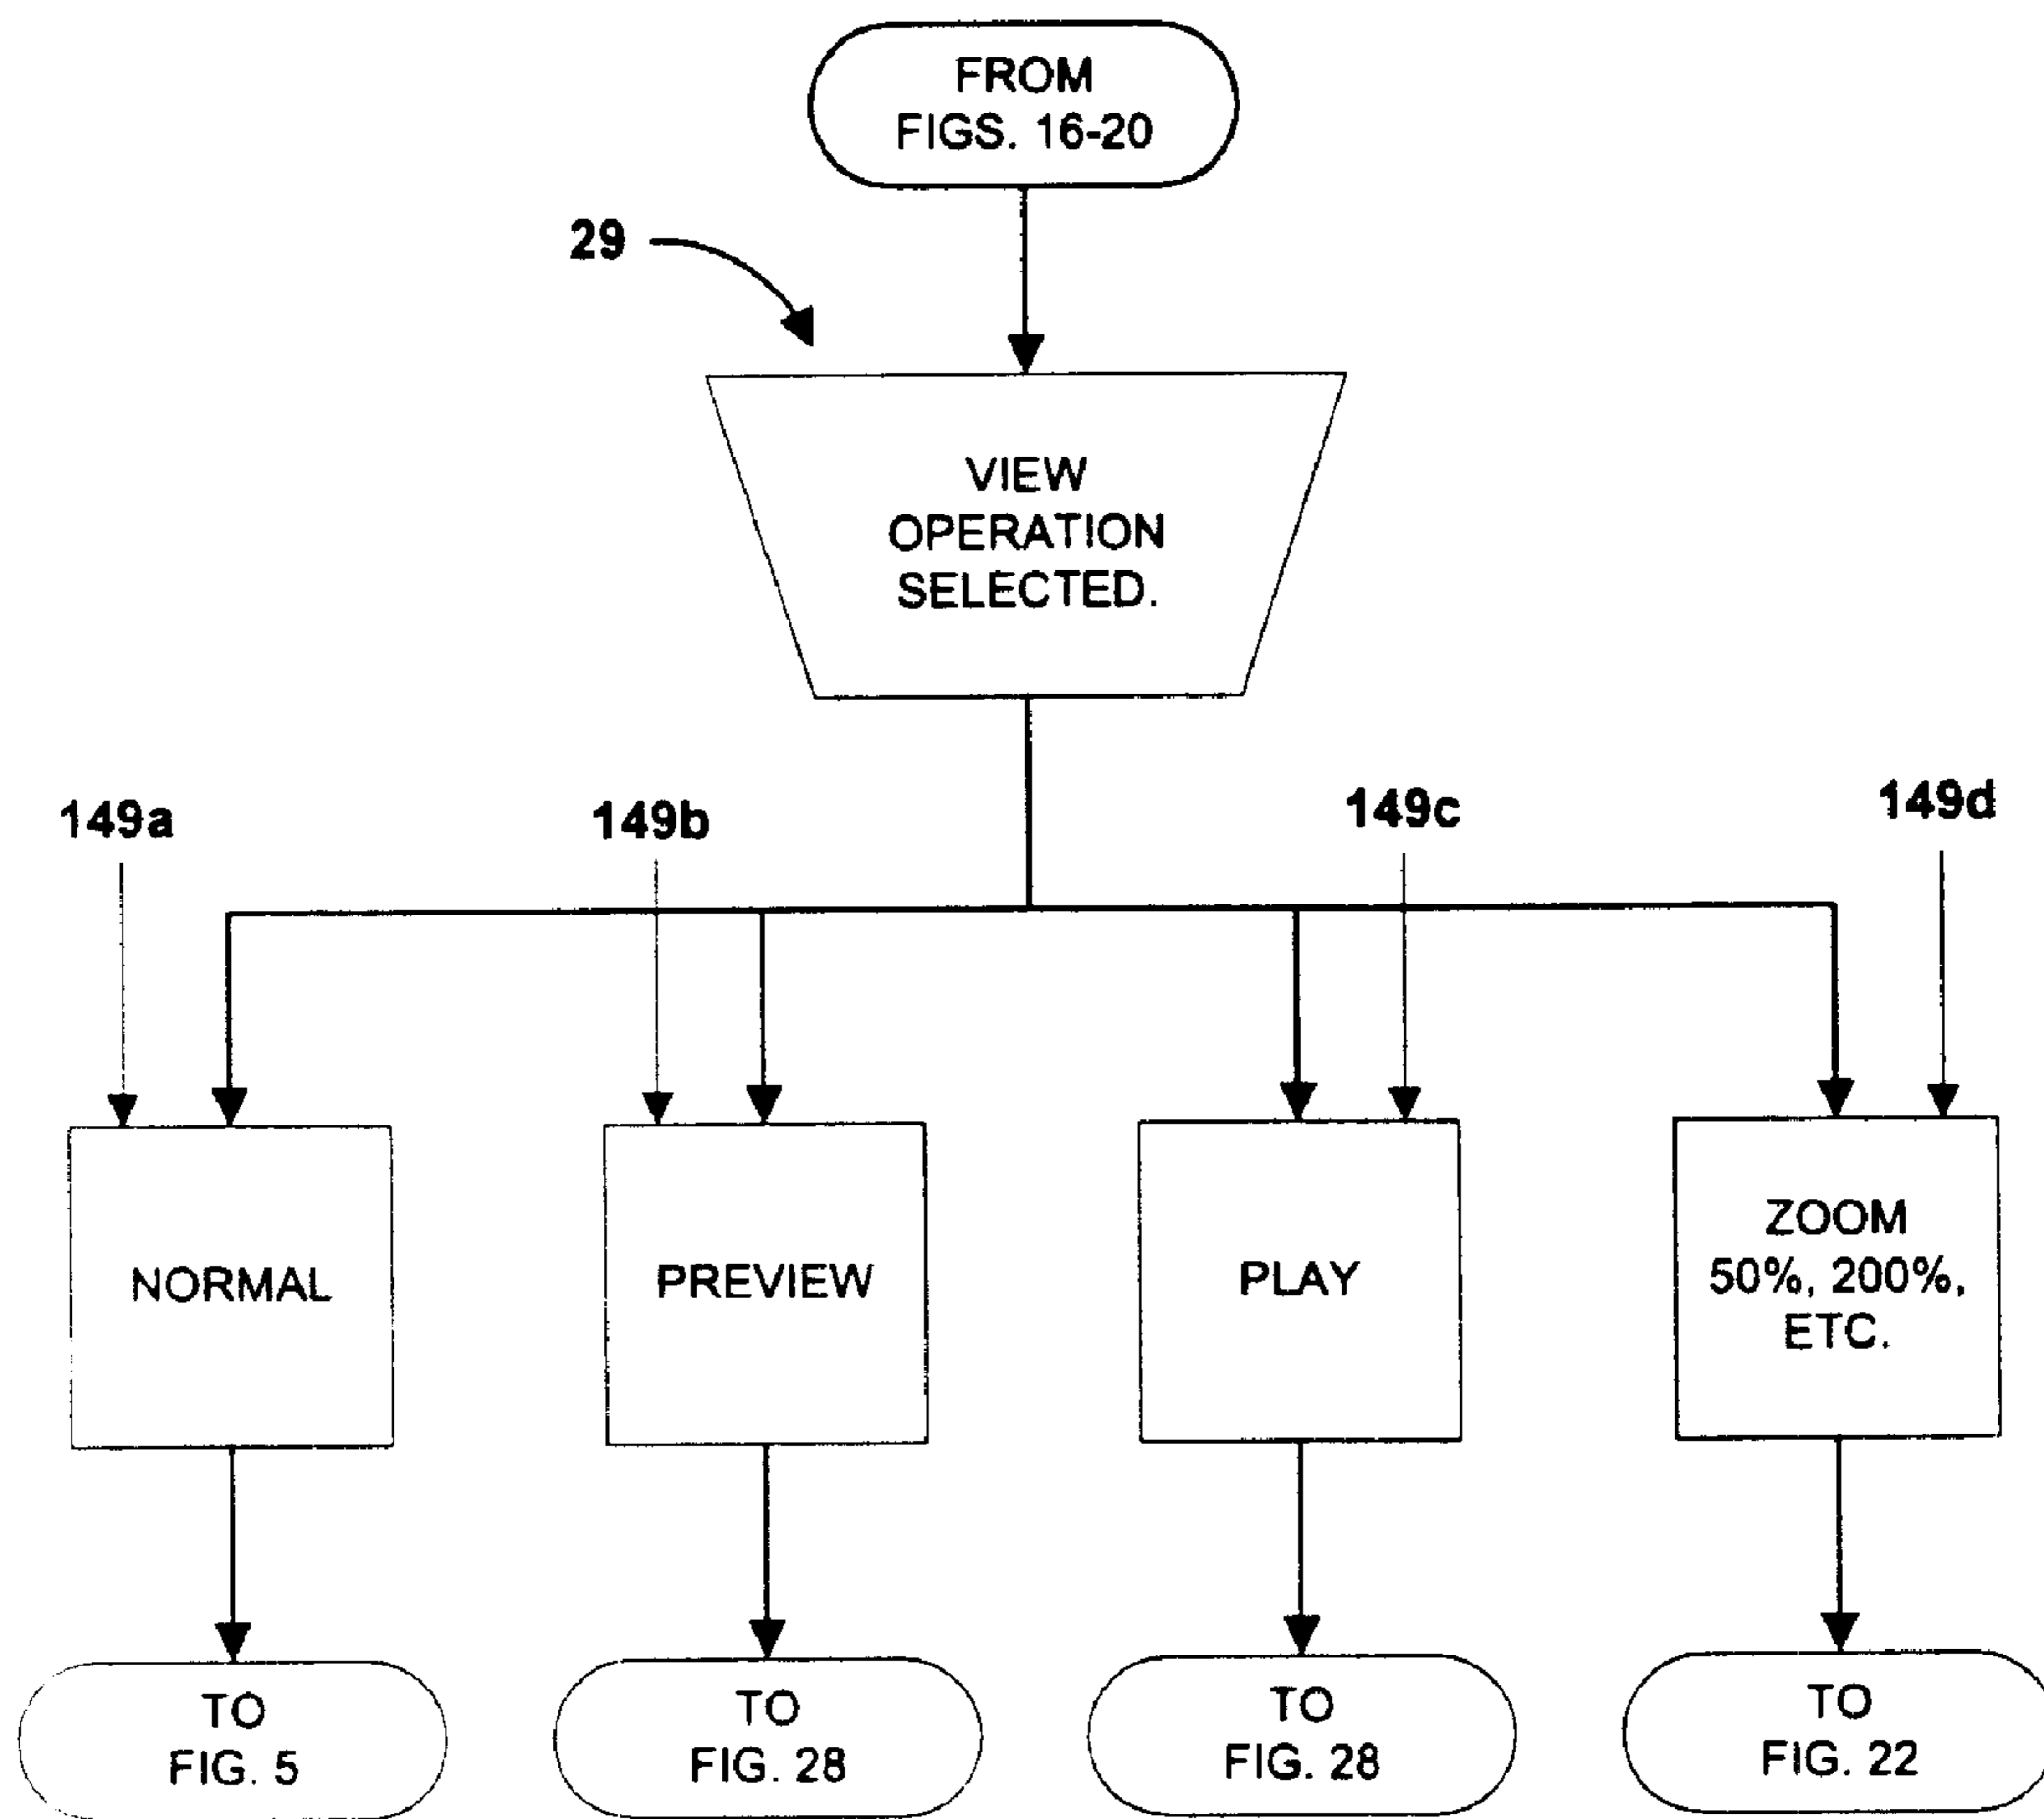 FROM
FIGS. 16-20
29
VIEW
OPERATION
SELECTED.
149a
149b
149c
149d
NORMAL
PREVIEW
PLAY
ZOOM
50%, 200%,
ETC.
TO
FIG. 5
TO
FIG. 28
TO
FIG. 28
TO
FIG. 22